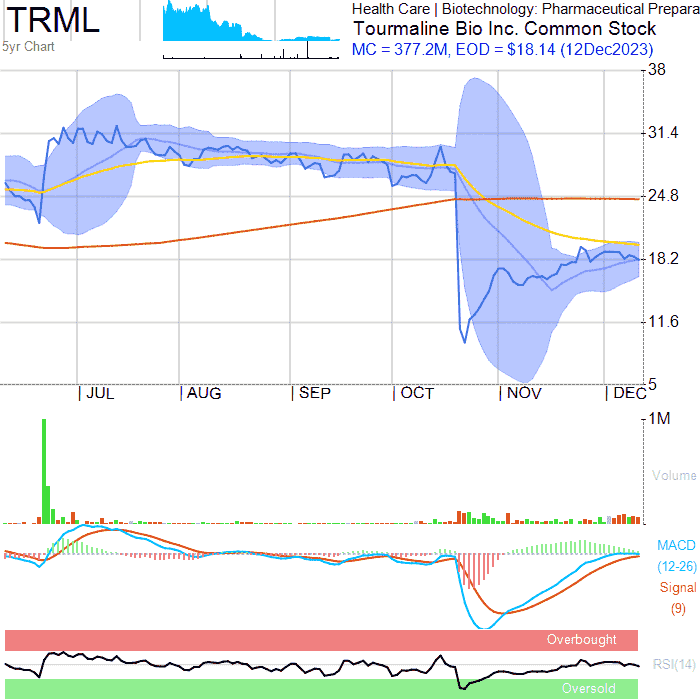 TRML
5yr Chart
Health Care | Biotechnology: Pharmaceutical Prepara
Tourmaline Bio Inc. Common Stock
MC = 377.2M, EOD = $18.14 (12Dec2023)
38
31.4
24.8
18.2
11.6
5
JUL AUG SEP OCT NOV DEC
1M
Volume
MACD
(12-26)
Signal
(9)
Overbought
RSI(14)
Oversold